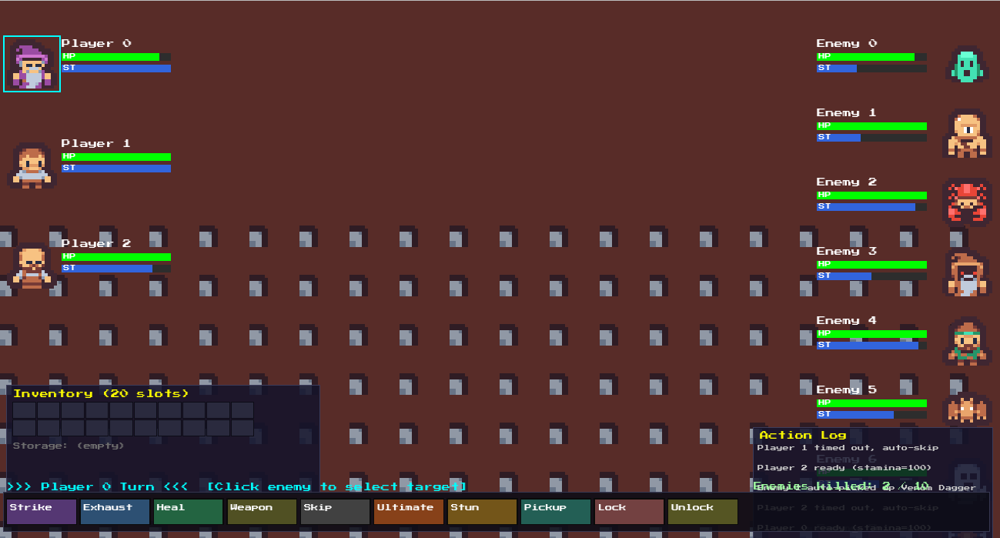 Player 0
HP
ST
Player 1
HP
ST
Player 2
HP
ST
Enemy 0
HP
ST
Enemy 1
HP
ST
Enemy 2
HP
ST
Enemy 3
HP
ST
Enemy 4
HP
ST
Enemy 5
HP
ST
Inventory (20 slots)
Storage: (empty)
Action Log
Player 1 timed out, auto-skip
Enemy 6
Player 2 ready (stamina=100)
Enemies Killed: 2 / 10
auto-picked up Venom Dagger
Player 2 timed out, auto-skip
Player 0 ready (stamina=100)
>>> Player 0 Turn <<< [Click enemy to select target]
Strike
Exhaust
Heal
Weapon
Skip
Ultimate
Stun
Pickup
Lock
Unlock